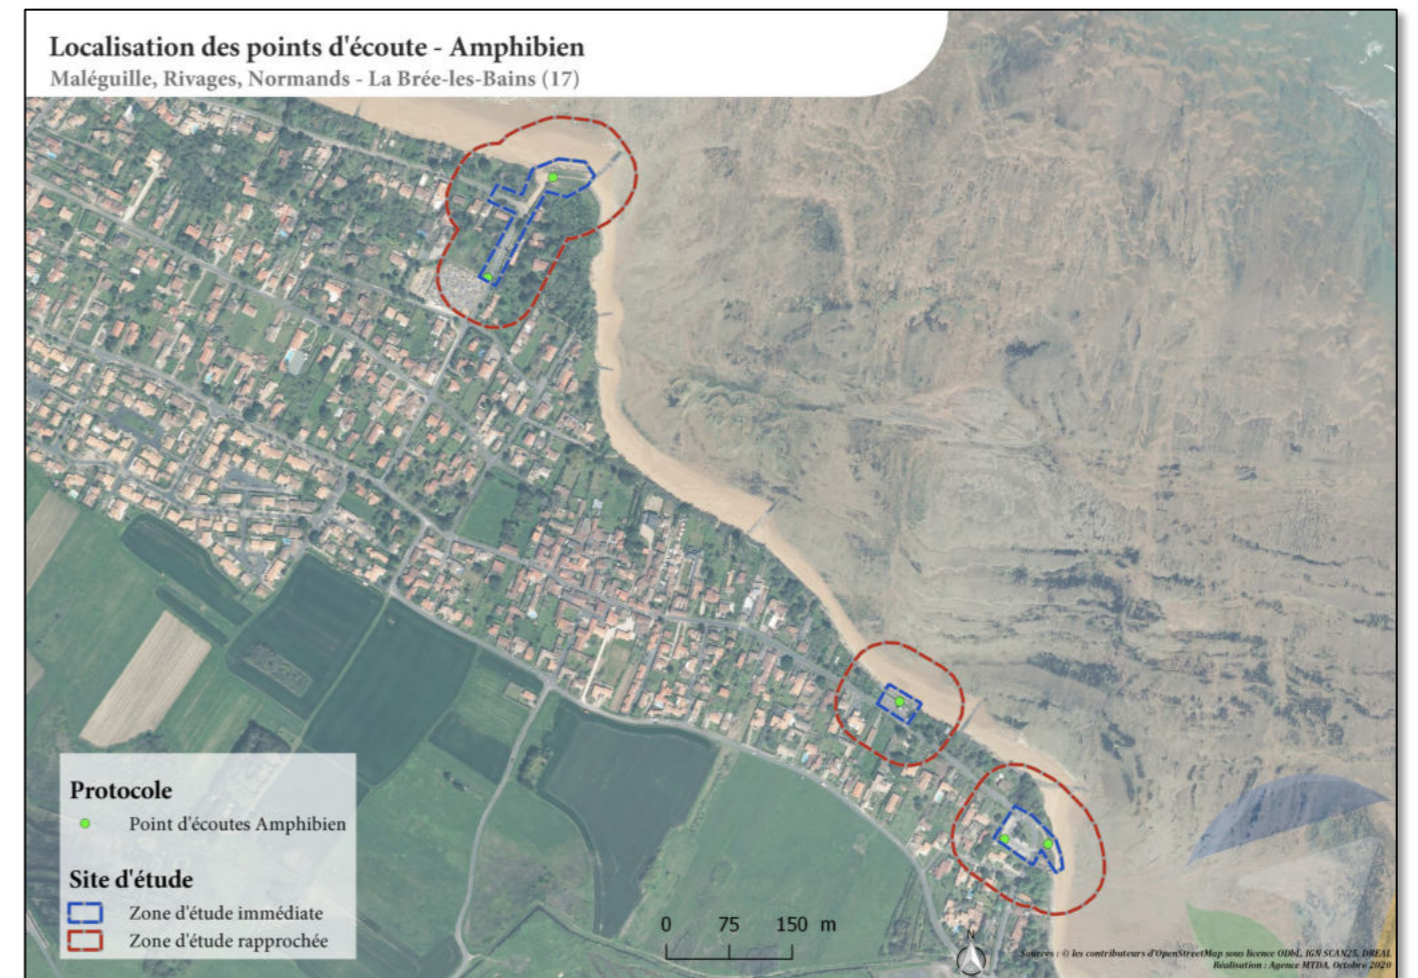 Localisation des points d'écoute - Amphibien
Maléguille, Rivages, Normands - La Brée-les-Bains (17)
Protocole
Point d'écoutes Amphibien
Site d'étude
Zone d'étude immédiate
Zone d'étude rapprochée
0 75 150 m
N
Sources : © les contributeurs d'OpenStreetMap sous licence ODbL, IGN SCAN25, DREAL
Réalisation : Agence MTDA, Octobre 2020